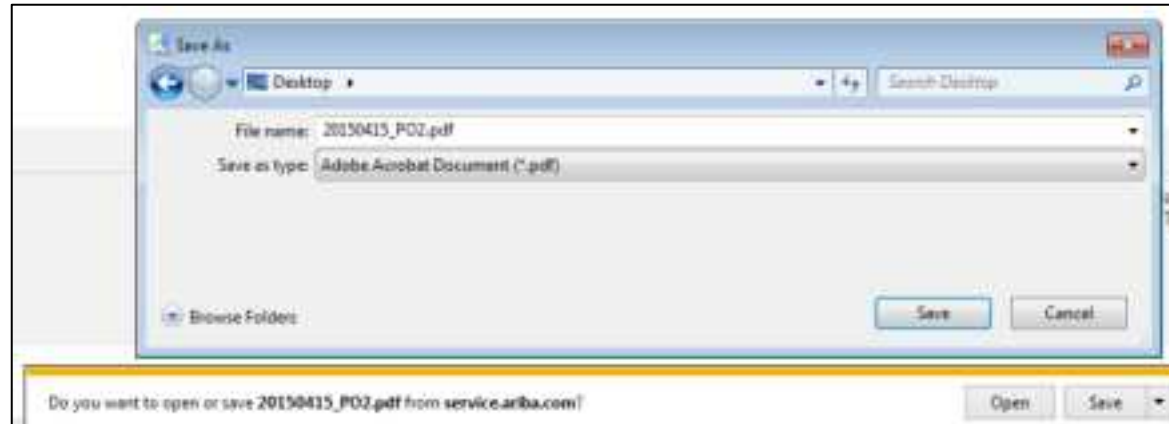 Save As
Desktop
Search Desktop
File name: 20150415_PO2.pdf
Save as type: Adobe Acrobat Document (*.pdf)
Browse Folders
Save
Cancel
Do you want to open or save 20150415_PO2.pdf from service.ariba.com?
Open
Save